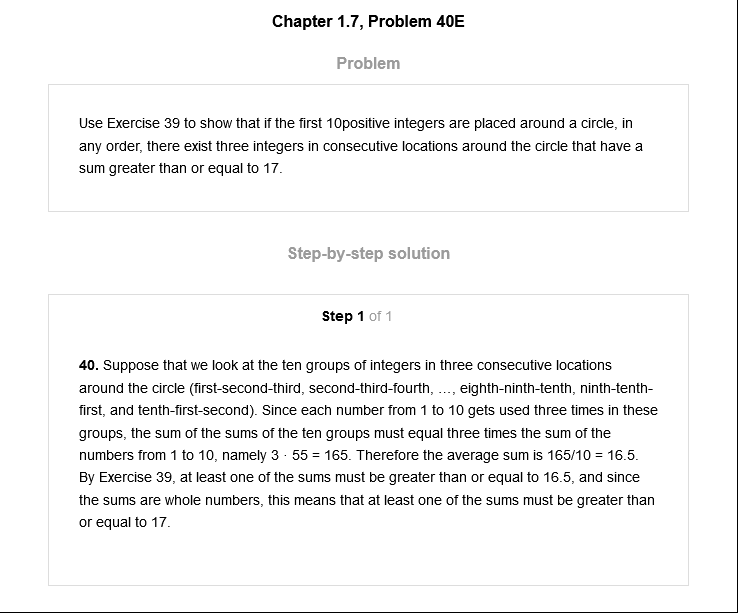 Chapter 1.7, Problem 40E
Problem
Use Exercise 39 to show that if the first 10positive integers are placed around a circle, in
any order, there exist three integers in consecutive locations around the circle that have a
sum greater than or equal to 17.
Step-by-step solution
Step 1 of 1
40. Suppose that we look at the ten groups of integers in three consecutive locations
around the circle (first-second-third, second-third-fourth, …, eighth-ninth-tenth, ninth-tenth-
first, and tenth-first-second). Since each number from 1 to 10 gets used three times in these
groups, the sum of the sums of the ten groups must equal three times the sum of the
numbers from 1 to 10, namely 3 · 55 = 165. Therefore the average sum is 165/10 = 16.5.
By Exercise 39, at least one of the sums must be greater than or equal to 16.5, and since
the sums are whole numbers, this means that at least one of the sums must be greater than
or equal to 17.